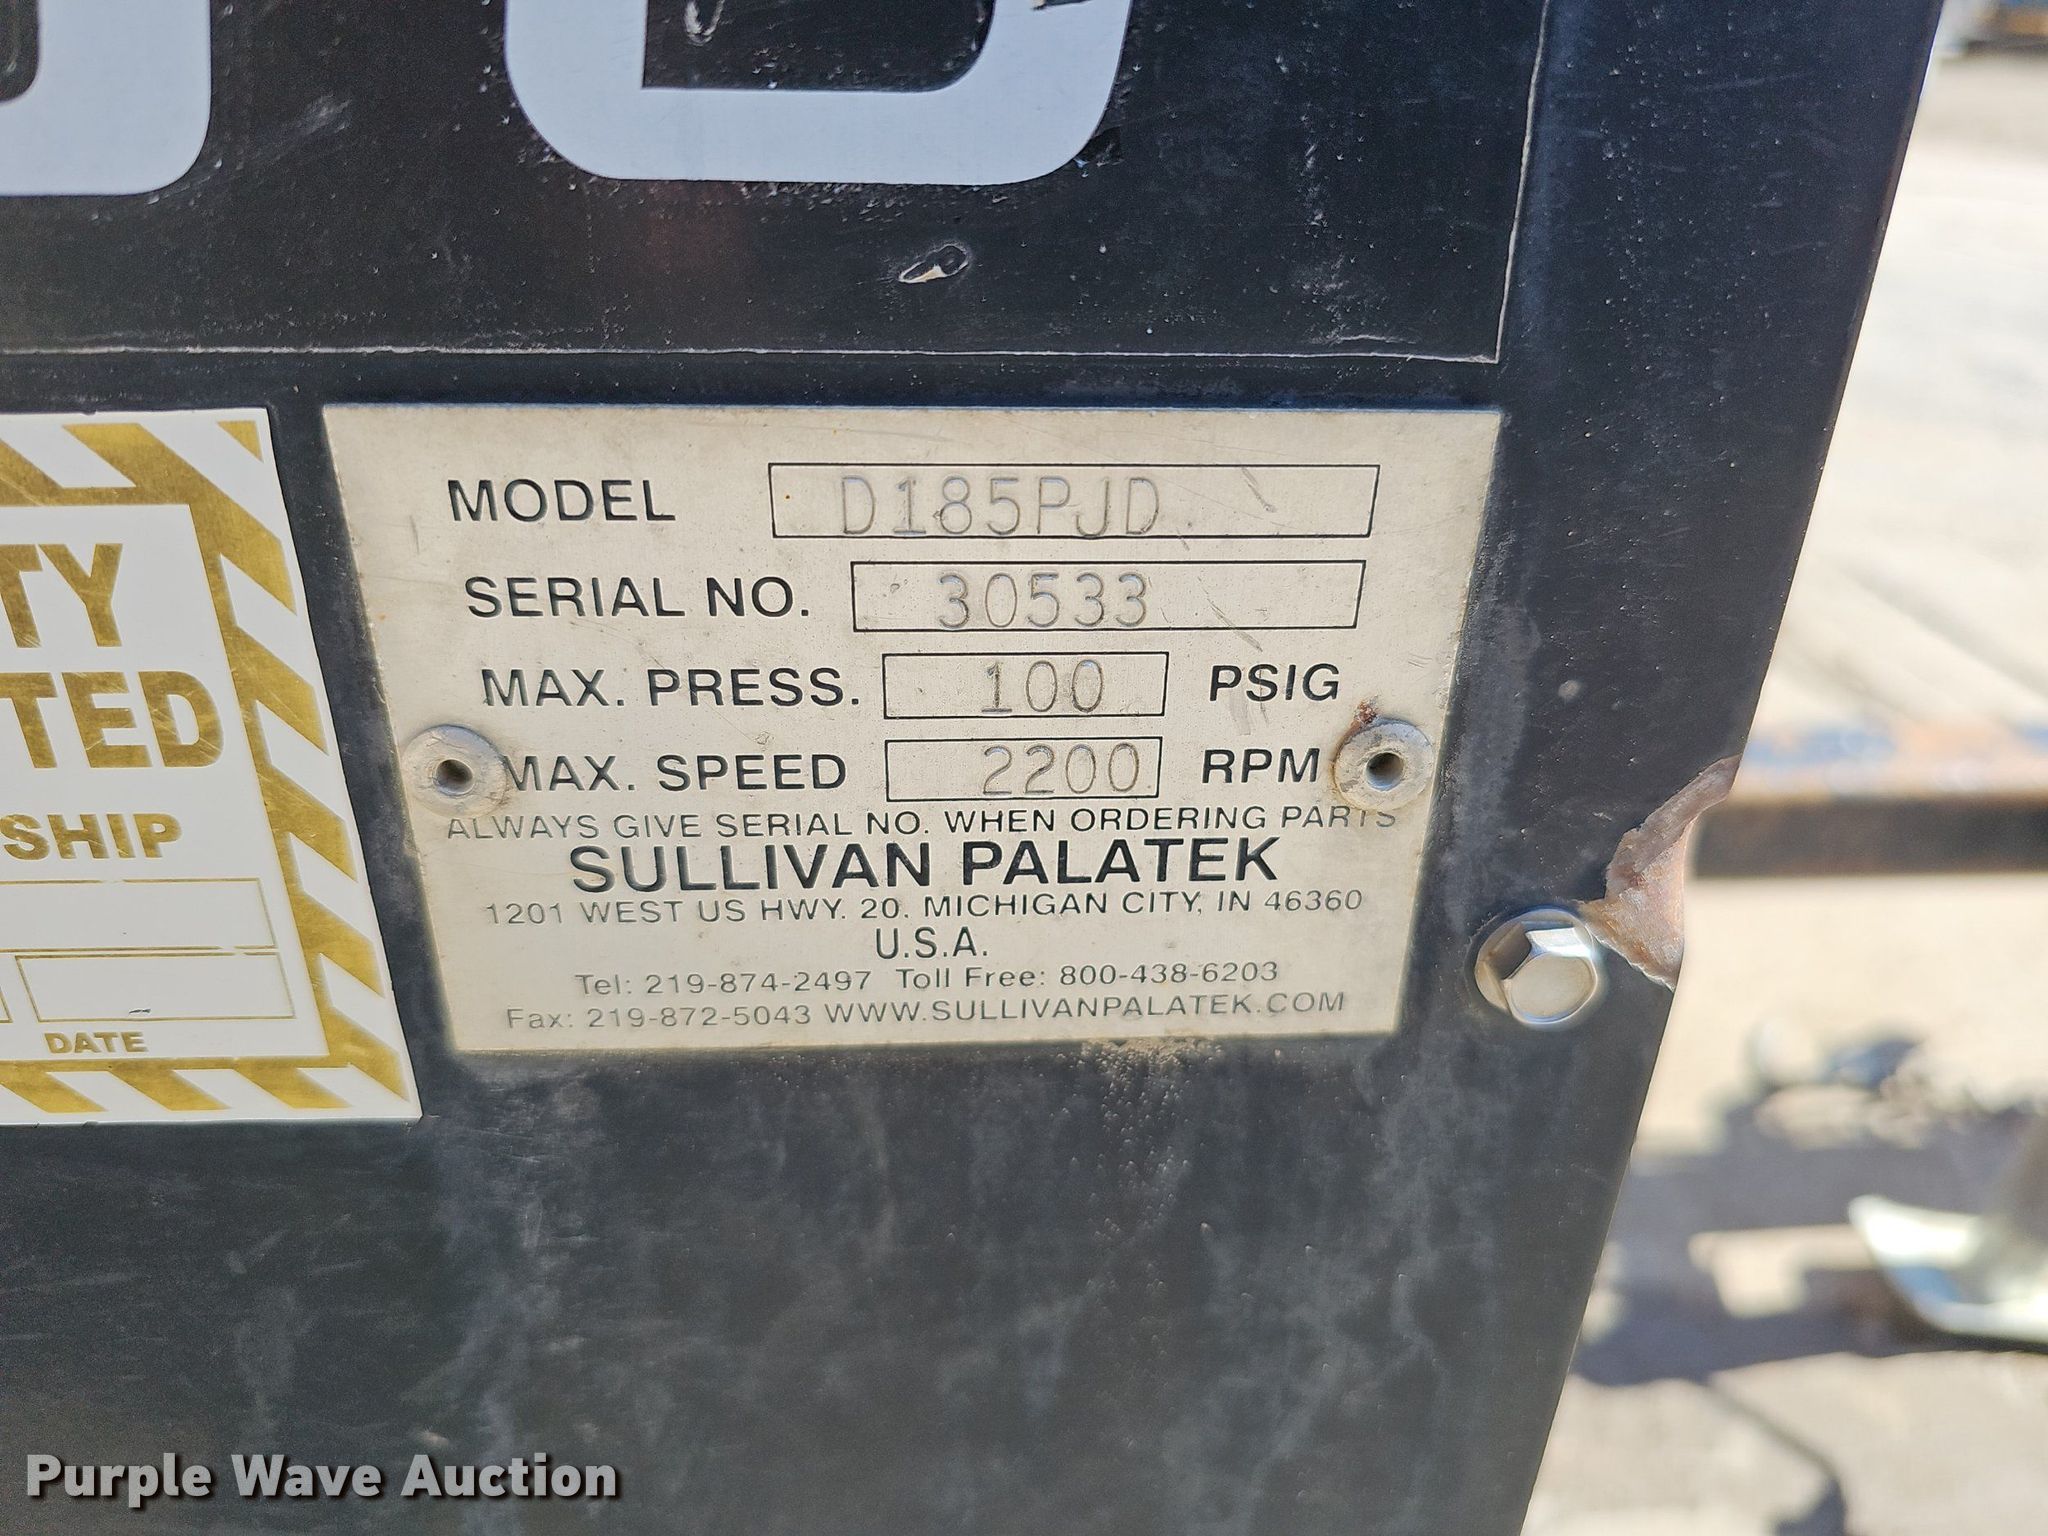 MODEL D185PJD
SERIAL NO. 30533
MAX. PRESS. 100 PSIG
MAX. SPEED 2200 RPM
ALWAYS GIVE SERIAL NO. WHEN ORDERING PARTS
SULLIVAN PALATEK
1201 WEST US HWY. 20. MICHIGAN CITY, IN 46360
U.S.A.
Tel: 219-874-2497 Toll Free: 800-438-6203
Fax: 219-872-5043 WWW.SULLIVANPALATEK.COM
TY
TED
SHIP
DATE
Purple Wave Auction